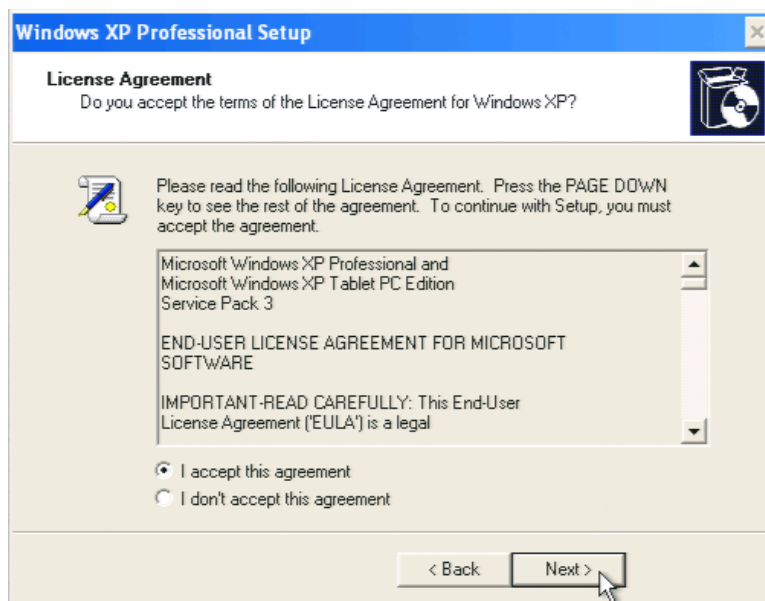 Windows XP Professional Setup
License Agreement
Do you accept the terms of the License Agreement for Windows XP?
Please read the following License Agreement. Press the PAGE DOWN
key to see the rest of the agreement. To continue with Setup, you must
accept the agreement.
Microsoft Windows XP Professional and
Microsoft Windows XP Tablet PC Edition
Service Pack 3
END-USER LICENSE AGREEMENT FOR MICROSOFT
SOFTWARE
IMPORTANT-READ CAREFULLY: This End-User
License Agreement ('EULA') is a legal
I accept this agreement
I don't accept this agreement
< Back Next >